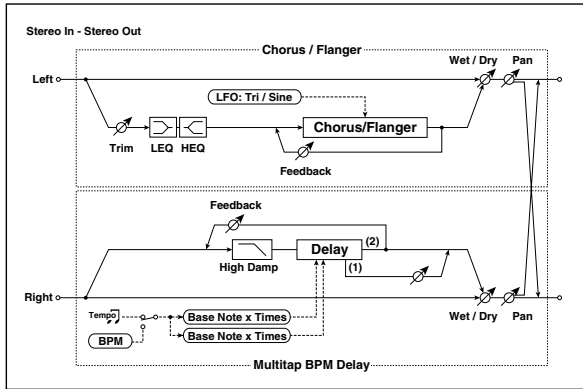 Stereo In - Stereo Out
Chorus / Flanger
Wet / Dry Pan
Left
LFO: Tri / Sine
Chorus/Flanger
Trim LEQ HEQ
Feedback
Feedback
Delay (2)
(1)
High Damp
Right
Tempo
Base Note x Times
BPM
Base Note x Times
Wet / Dry Pan
Multitap BPM Delay